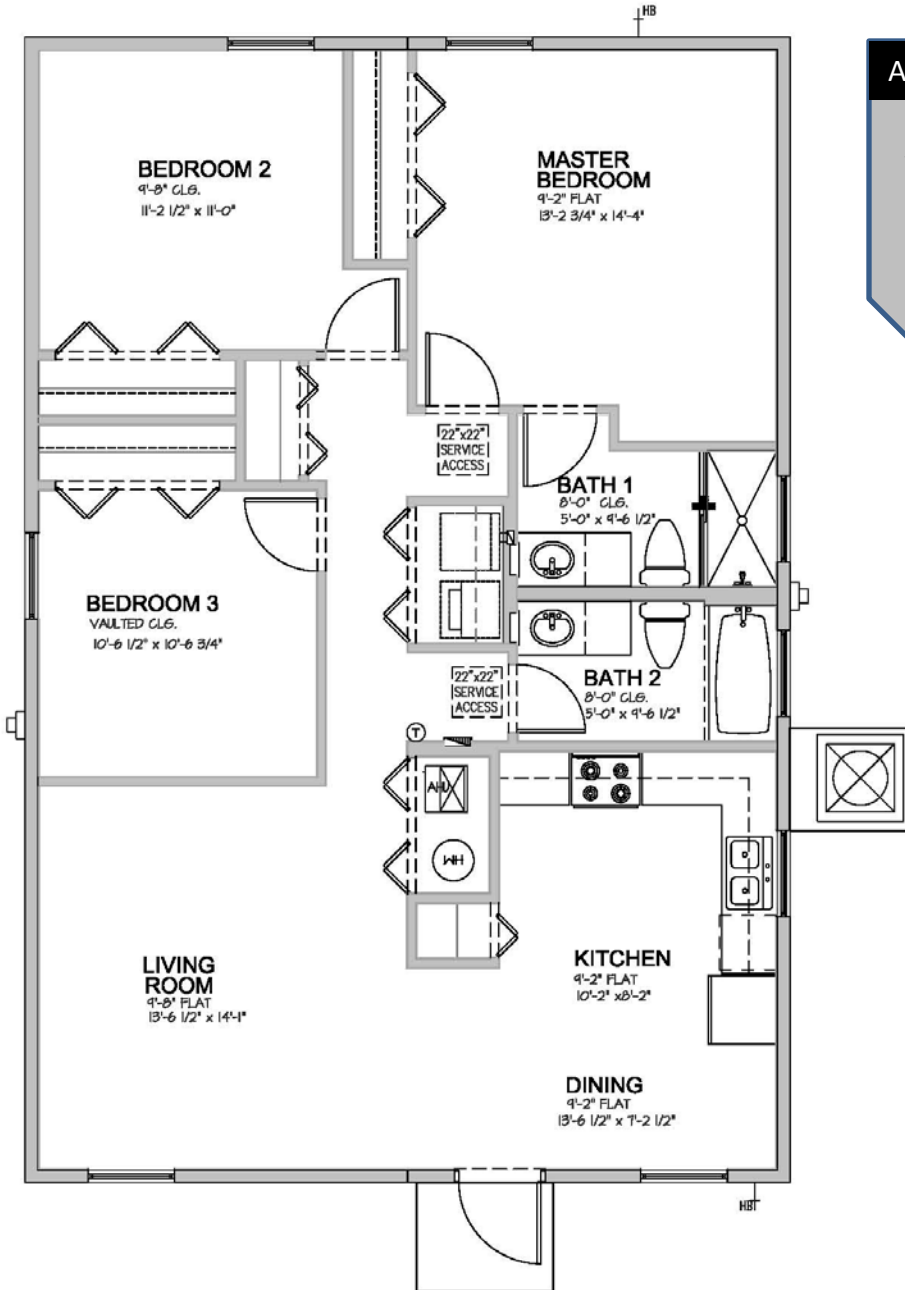 HB
A
BEDROOM 2
9'-8" CLG.
11'-2 1/2" x 11'-0"
MASTER
BEDROOM
9'-2" FLAT
13'-2 3/4" x 14'-4"
22"x22"
SERVICE
ACCESS
BATH 1
8'-0" CLG.
5'-0" x 9'-6 1/2"
BEDROOM 3
VAULTED CLG.
10'-6 1/2" x 10'-6 3/4"
22"x22"
SERVICE
ACCESS
BATH 2
8'-0" CLG.
5'-0" x 9'-6 1/2"
T
AHU
WH
LIVING
ROOM
9'-8" FLAT
13'-6 1/2" x 14'-1"
KITCHEN
9'-2" FLAT
10'-2" x8'-2"
DINING
9'-2" FLAT
13'-6 1/2" x 7'-2 1/2"
HB